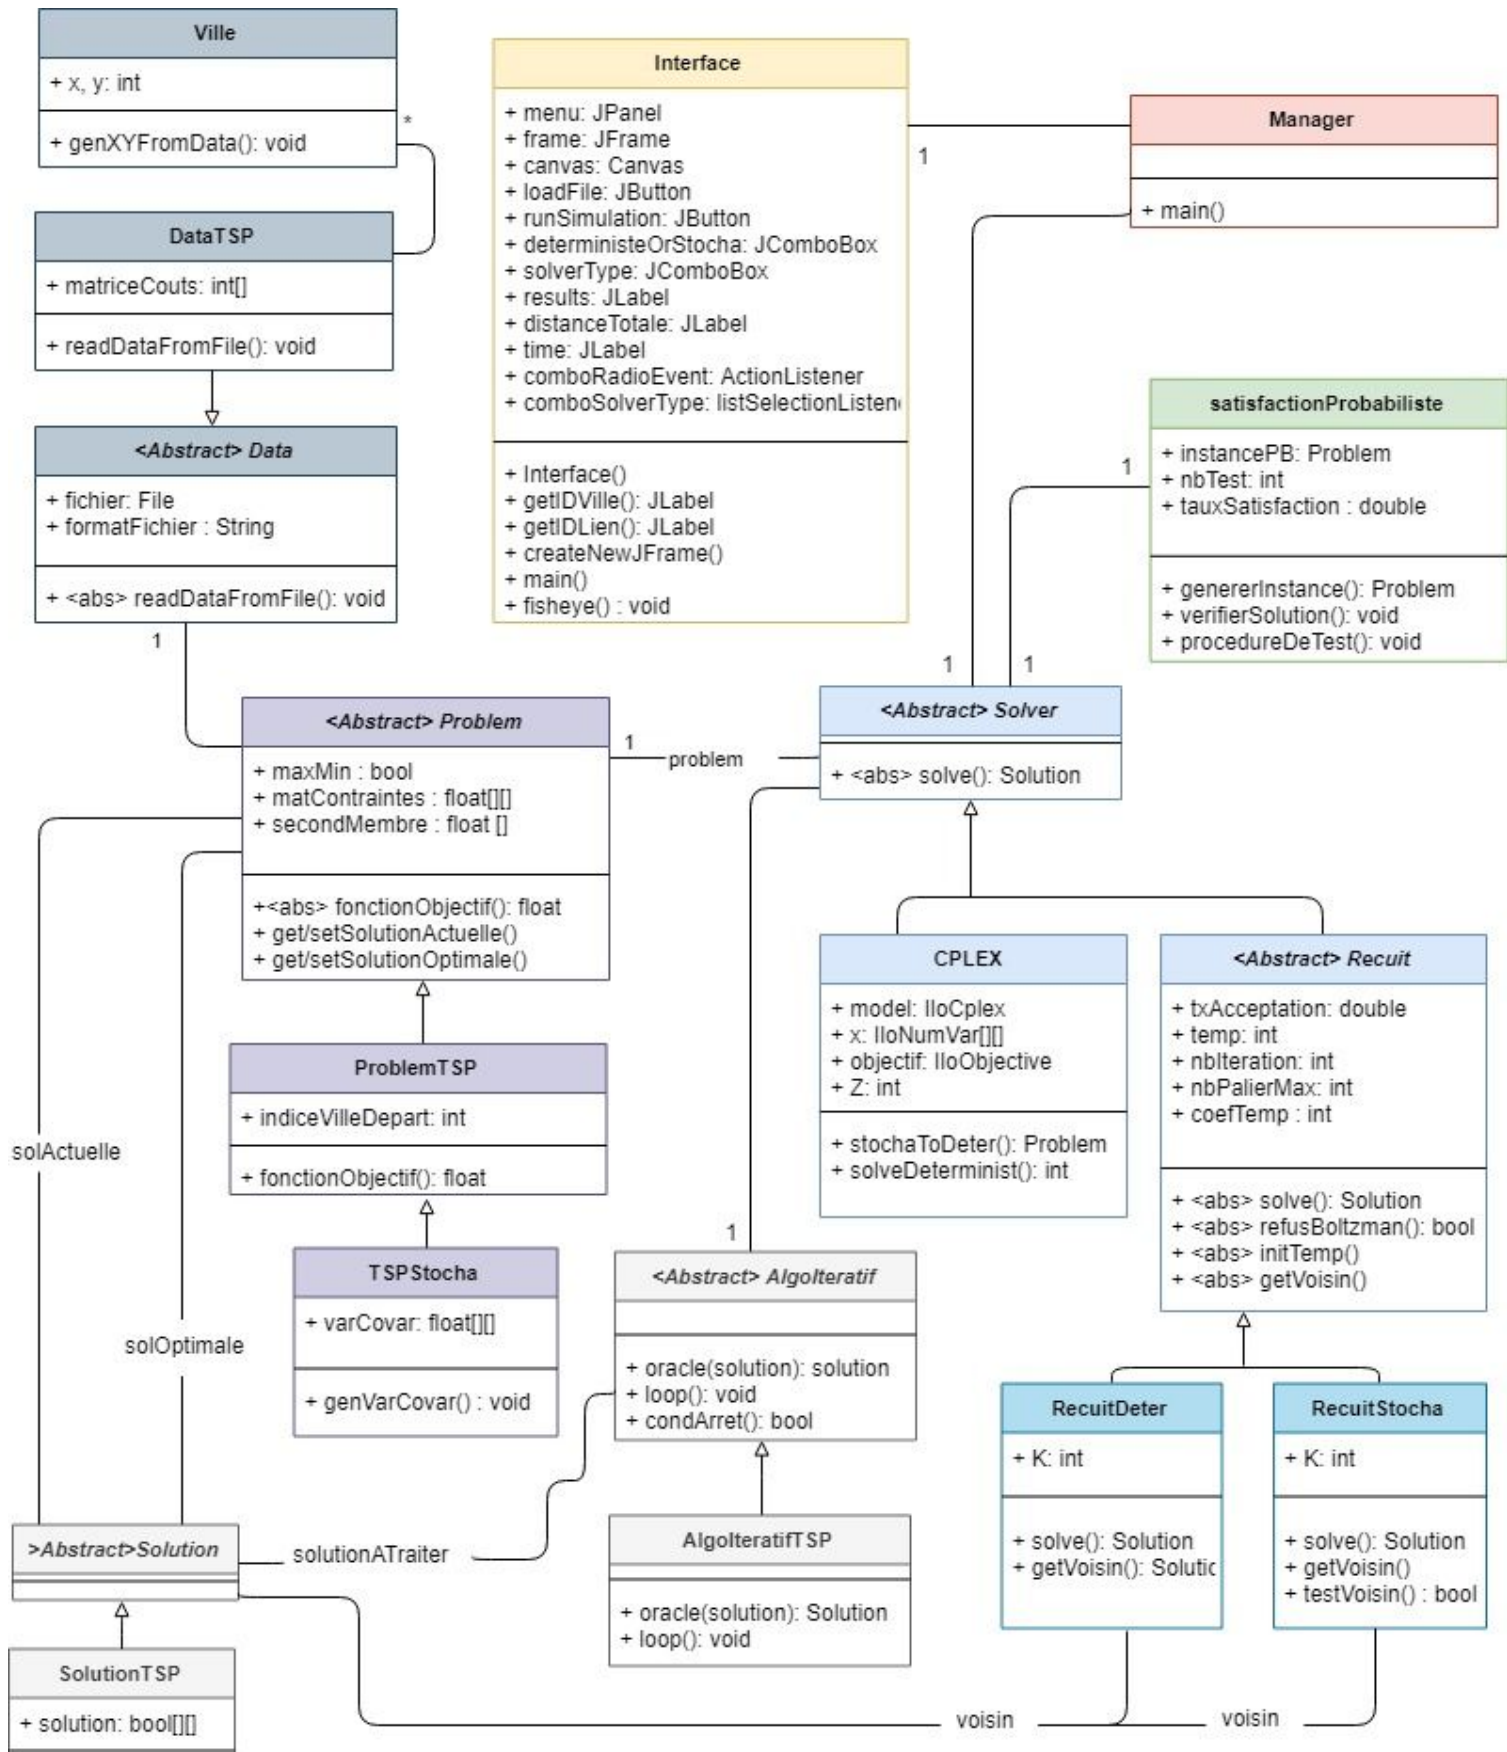 Ville
+ x, y: int
+ genXYFromData(): void
*
DataTSP
+ matriceCouts: int[]
+ readDataFromFile(): void
<Abstract> Data
+ fichier: File
+ formatFichier : String
+ <abs> readDataFromFile(): void
1
Interface
+ menu: JPanel
+ frame: JFrame
+ canvas: Canvas
+ loadFile: JButton
+ runSimulation: JButton
+ deterministeOrStocha: JComboBox
+ solverType: JComboBox
+ results: JLabel
+ distanceTotale: JLabel
+ time: JLabel
+ comboRadioEvent: ActionListener
+ comboSolverType: listSelectionListen
+ Interface()
+ getIDVille(): JLabel
+ getIDLien(): JLabel
+ createNewJFrame()
+ main()
+ fisheye() : void
1
Manager
+ main()
satisfactionProbabiliste
+ instancePB: Problem
+ nbTest: int
+ tauxSatisfaction : double
+ genererInstance(): Problem
+ verifierSolution(): void
+ procedureDeTest(): void
1
1
1
<Abstract> Problem
+ maxMin : bool
+ matContraintes : float[][]
+ secondMembre : float []
+<abs> fonctionObjectif(): float
+ get/setSolutionActuelle()
+ get/setSolutionOptimale()
1
problem
<Abstract> Solver
+ <abs> solve(): Solution
CPLEX
+ model: IloCplex
+ x: IloNumVar[][]
+ objectif: IloObjective
+ Z: int
+ stochaToDeter(): Problem
+ solveDeterminist(): int
<Abstract> Recuit
+ txAcceptation: double
+ temp: int
+ nbIteration: int
+ nbPalierMax: int
+ coefTemp : int
+ <abs> solve(): Solution
+ <abs> refusBoltzman(): bool
+ <abs> initTemp()
+ <abs> getVoisin()
ProblemTSP
+ indiceVilleDepart: int
+ fonctionObjectif(): float
solActuelle
TSPStocha
+ varCovar: float[][]
+ genVarCovar() : void
solOptimale
1
<Abstract> AlgoIteratif
+ oracle(solution): solution
+ loop(): void
+ condArret(): bool
RecuitDeter
+ K: int
+ solve(): Solution
+ getVoisin(): Solutic
RecuitStocha
+ K: int
+ solve(): Solution
+ getVoisin()
+ testVoisin() : bool
>Abstract>Solution
solutionATraiter
AlgoIteratifTSP
+ oracle(solution): Solution
+ loop(): void
SolutionTSP
+ solution: bool[][]
voisin
voisin